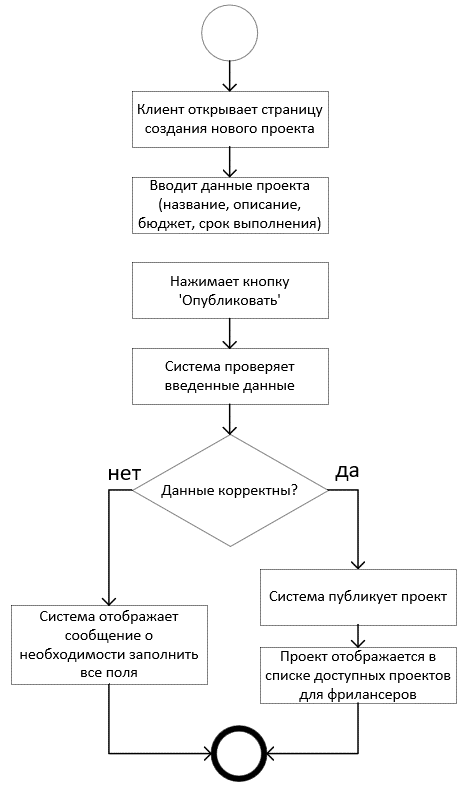 Клиент открывает страницу
создания нового проекта
Вводит данные проекта
(название, описание,
бюджет, срок выполнения)
Нажимает кнопку
'Опубликовать'
Система проверяет
введенные данные
Данные корректны?
нет
да
Система отображает
сообщение о
необходимости заполнить
все поля
Система публикует проект
Проект отображается в
списке доступных проектов
для фрилансеров